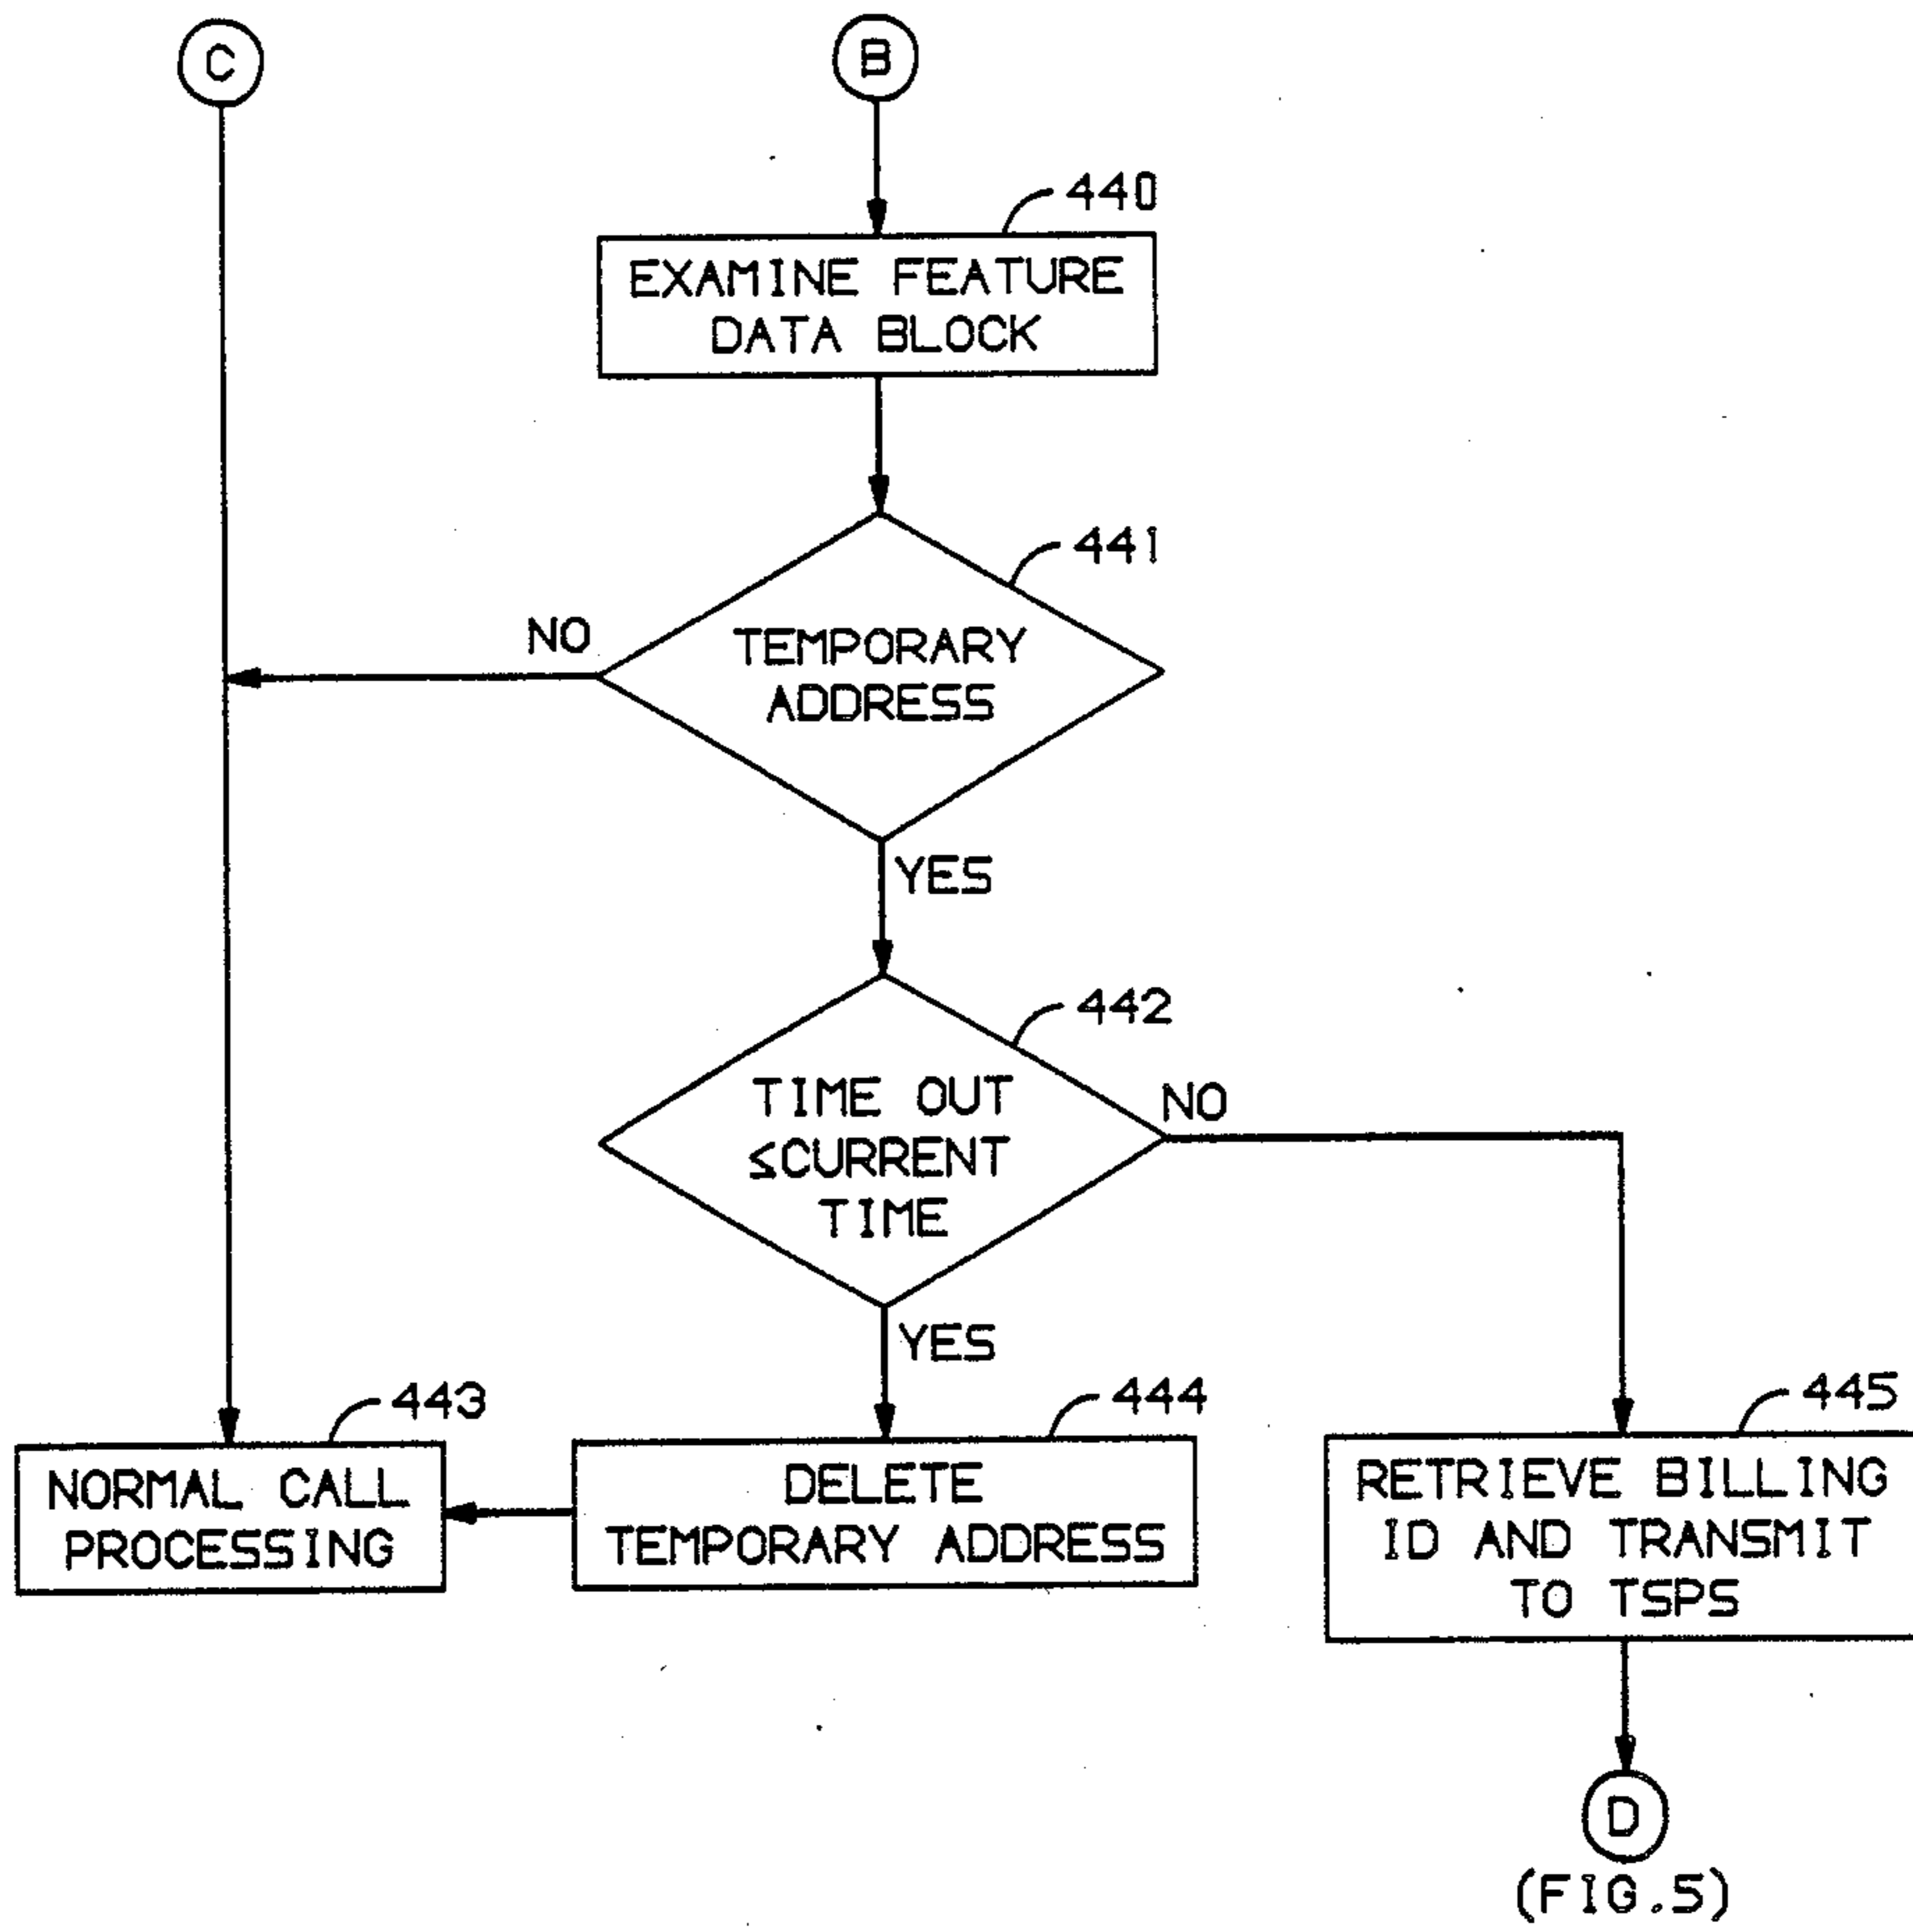 C
B
440
EXAMINE FEATURE
DATA BLOCK
441
NO
TEMPORARY
ADDRESS
YES
442
TIME OUT
≤CURRENT
TIME
NO
YES
443
444
445
NORMAL CALL
PROCESSING
DELETE
TEMPORARY ADDRESS
RETRIEVE BILLING
ID AND TRANSMIT
TO TSPS
D
(FIG.5)